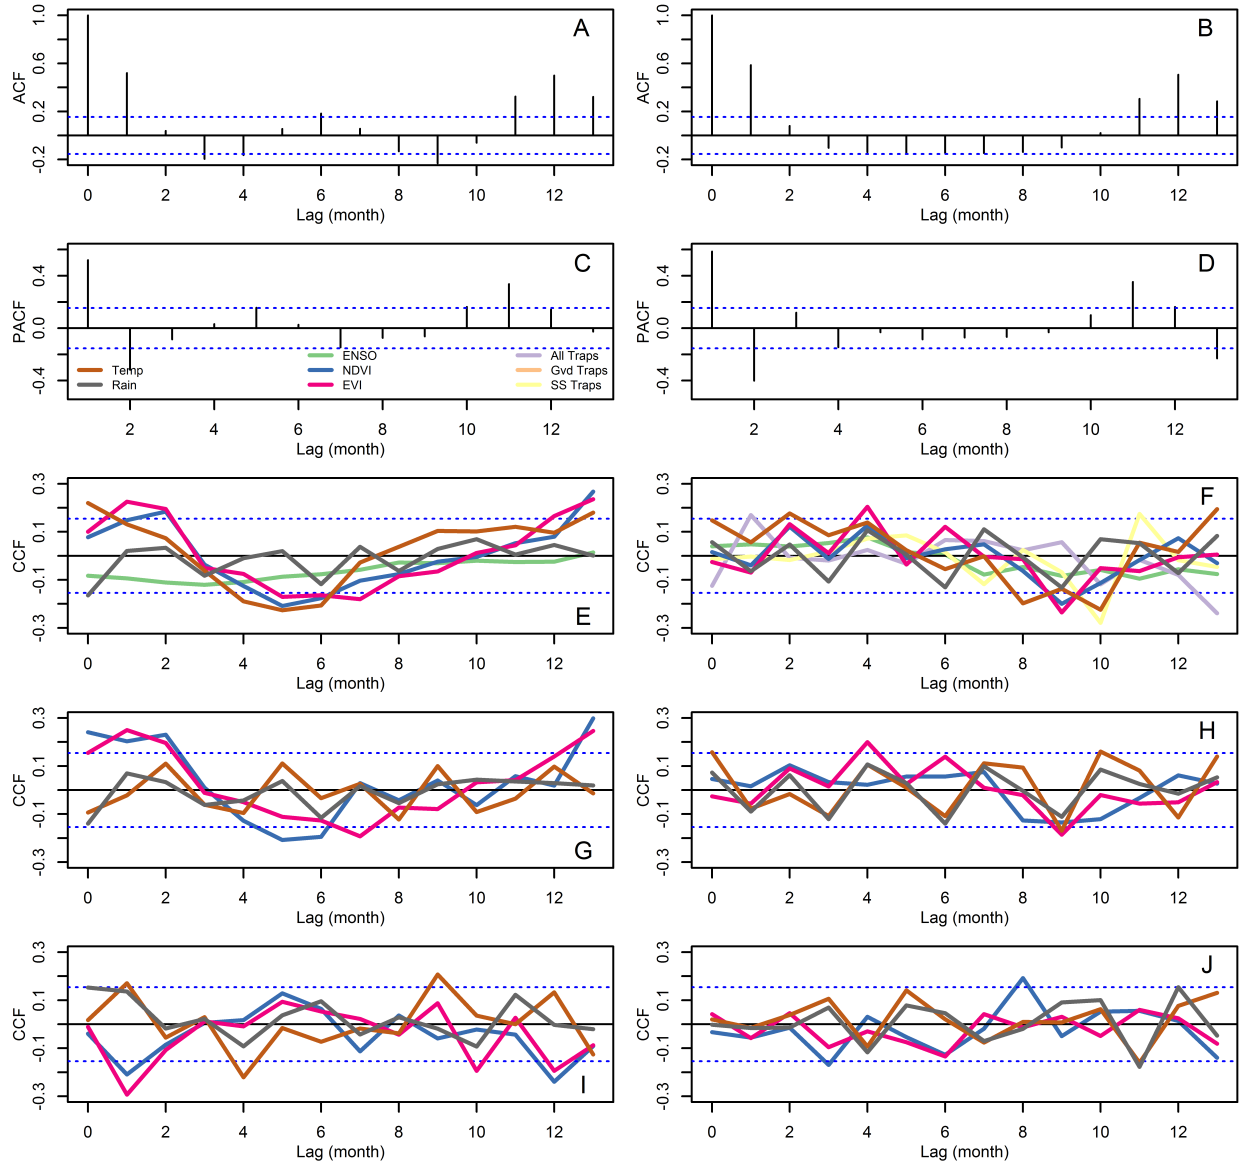 A
ACF
1.0
0.6
0.2
-0.2
0 2 4 6 8 10 12
Lag (month)
B
ACF
1.0
0.6
0.2
-0.2
0 2 4 6 8 10 12
Lag (month)
C
PACF
0.4
0.0
-0.4
Temp
Rain
ENSO
NDVI
EVI
All Traps
Gvd Traps
SS Traps
2 4 6 8 10 12
Lag (month)
D
PACF
0.4
0.0
-0.4
2 4 6 8 10 12
Lag (month)
E
CCF
0.3
0.1
-0.1
-0.3
0 2 4 6 8 10 12
Lag (month)
F
CCF
0.3
0.1
-0.1
-0.3
0 2 4 6 8 10 12
Lag (month)
G
CCF
0.3
0.1
-0.1
-0.3
0 2 4 6 8 10 12
Lag (month)
H
CCF
0.3
0.1
-0.1
-0.3
0 2 4 6 8 10 12
Lag (month)
I
CCF
0.3
0.1
-0.1
-0.3
0 2 4 6 8 10 12
Lag (month)
J
CCF
0.3
0.1
-0.1
-0.3
0 2 4 6 8 10 12
Lag (month)